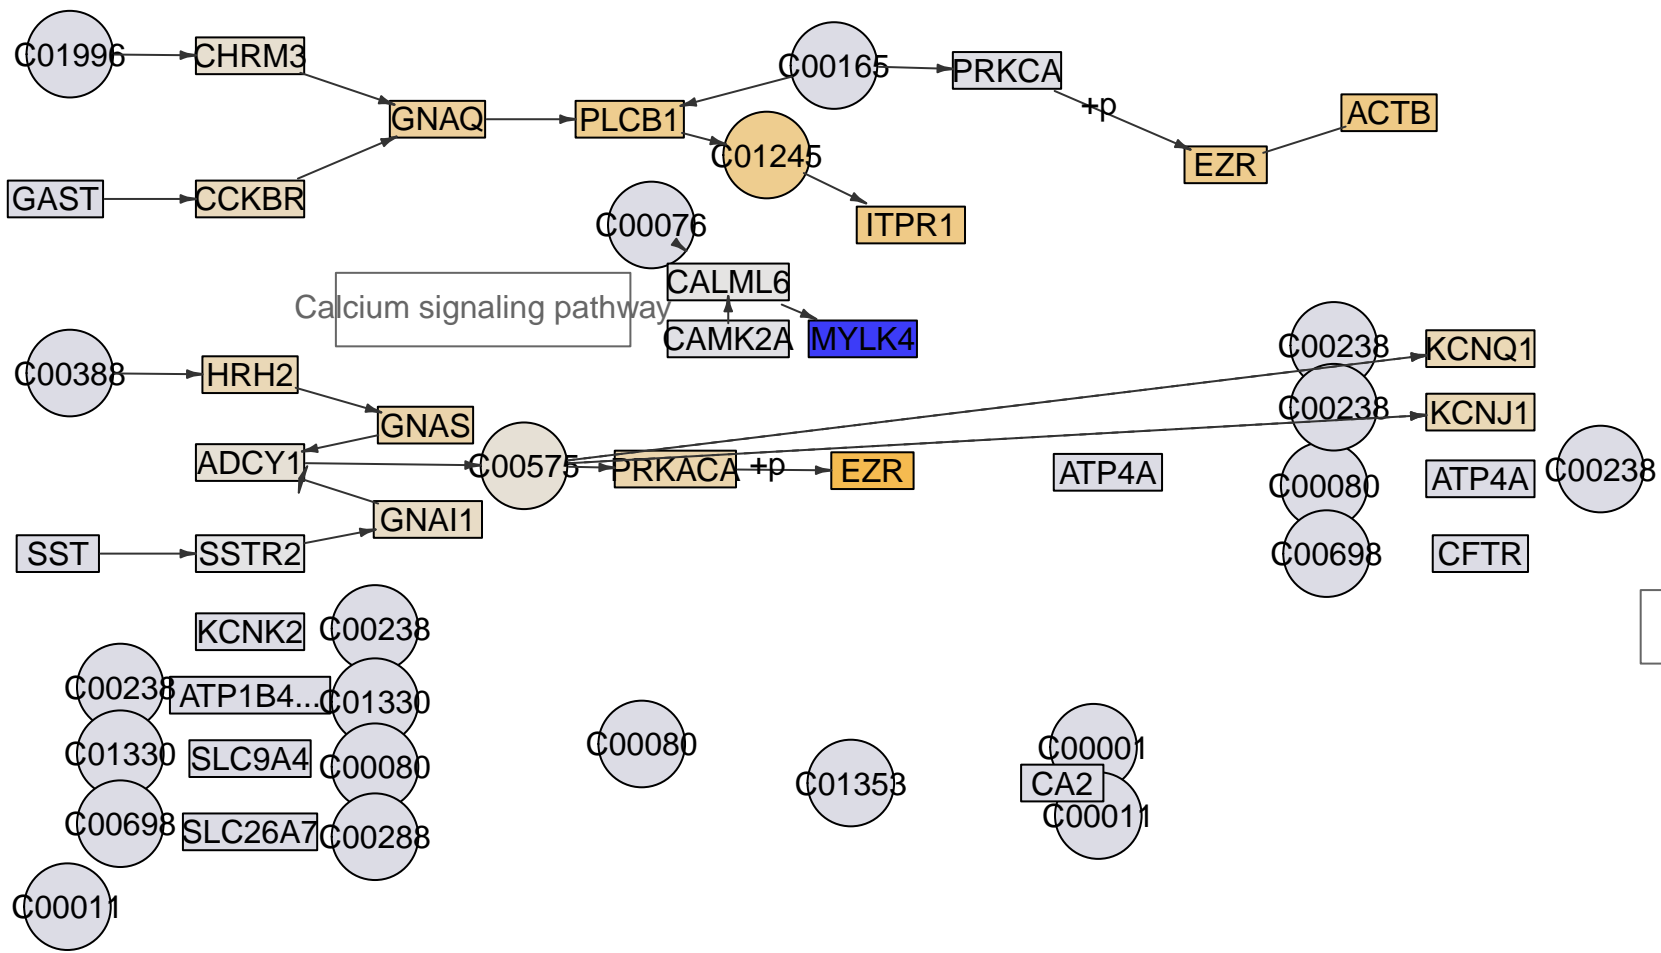 C01996
CHRM3
C00165
PRKCA
+p
ACTB
GNAQ
PLCB1
C01245
EZR
GAST
CCKBR
C00076
ITPR1
Calcium signaling pathway
CALML6
CAMK2A
MYLK4
C00238
KCNQ1
C00388
HRH2
C00238
KCNJ1
GNAS
ADCY1
C00575
PRKACA
+p
EZR
ATP4A
C00080
ATP4A
C00238
GNAI1
SST
SSTR2
C00698
CFTR
KCNK2
C00238
C00238
ATP1B4...
C01330
C01330
SLC9A4
C00080
C00080
C01353
C00001
CA2
C00011
C00698
SLC26A7
C00288
C00011